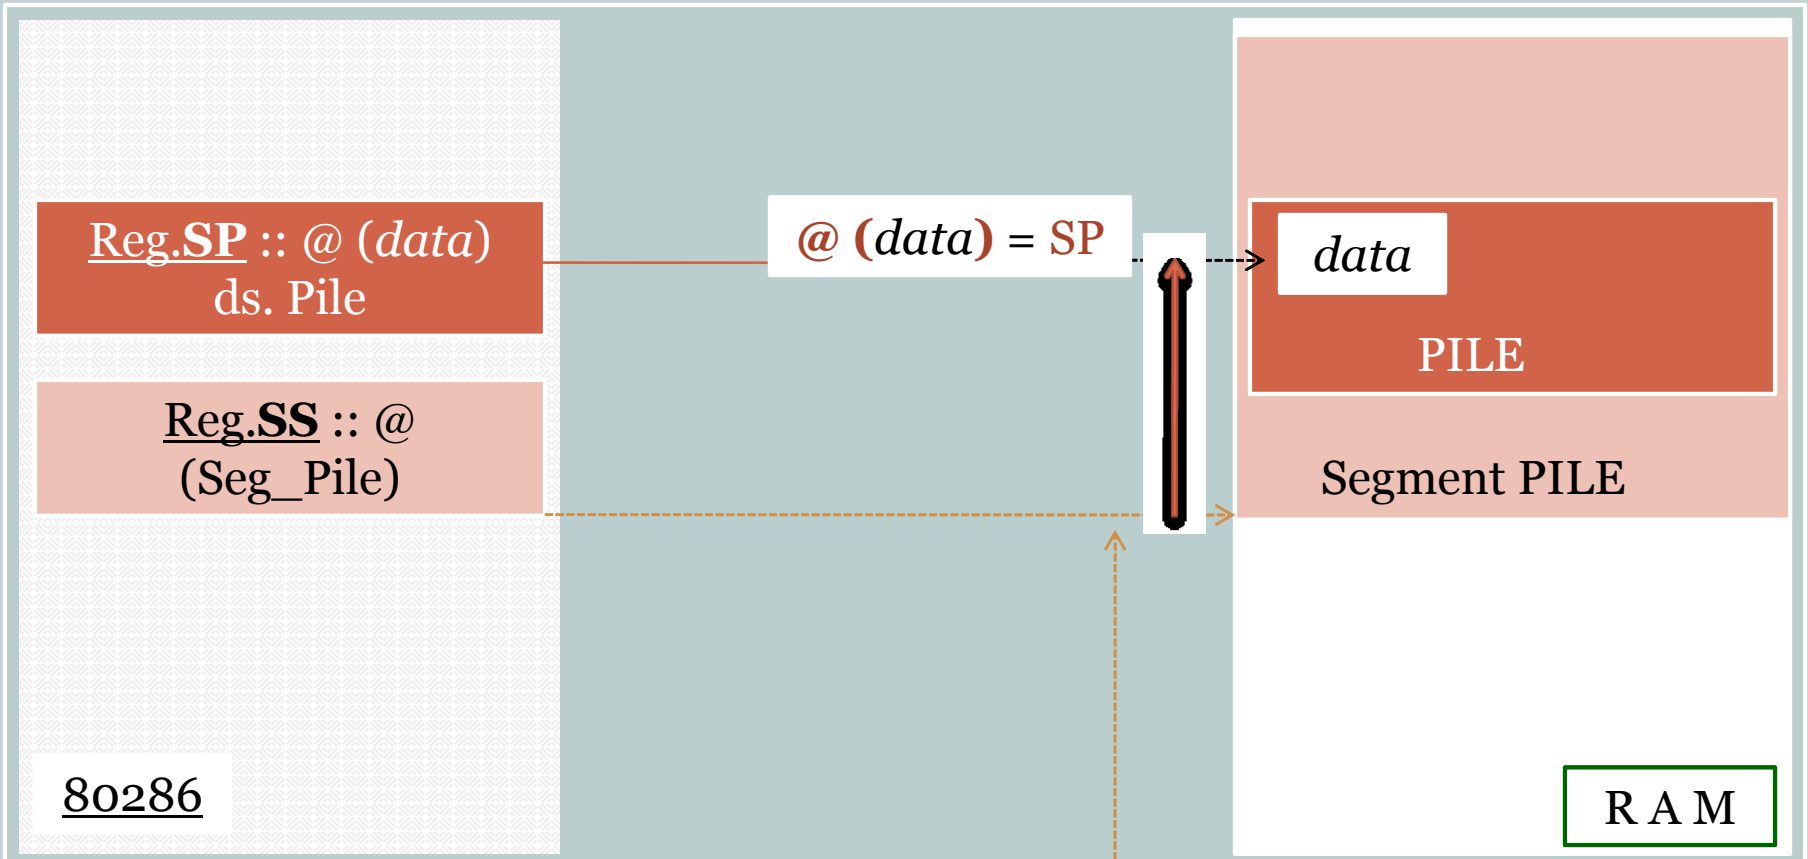 Reg.SP :: @ (data)
ds. Pile
@ (data) = SP
data
PILE
Reg.SS :: @
(Seg_Pile)
Segment PILE
80286
R A M